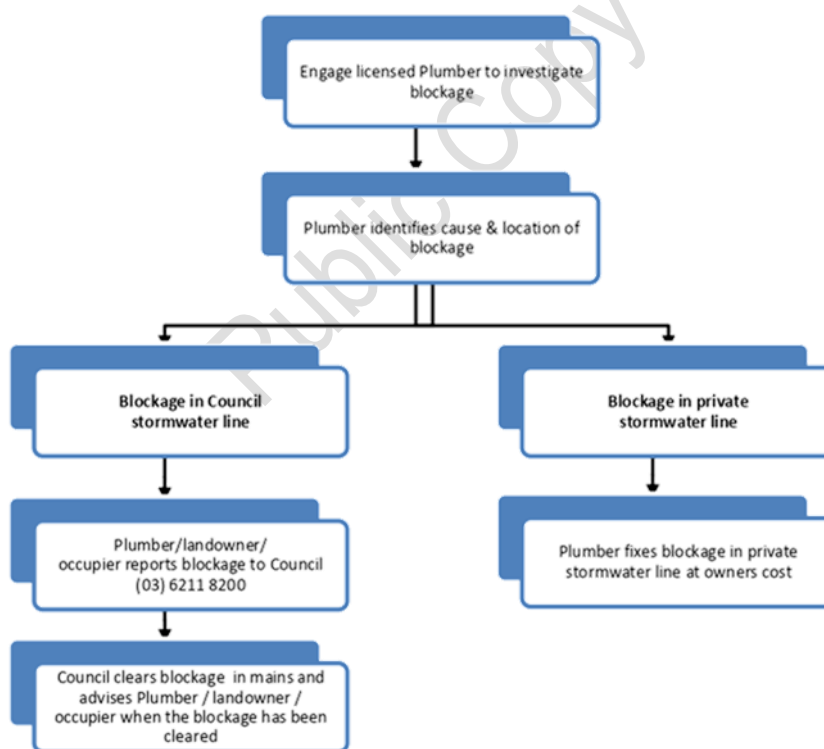 Engage licensed Plumber to investigate
blockage
Plumber identifies cause & location of
blockage
Blockage in Council
stormwater line
Blockage in private
stormwater line
Plumber/landowner/
occupier reports blockage to Council
(03) 6211 8200
Plumber fixes blockage in private
stormwater line at owners cost
Council clears blockage in mains and
advises Plumber / landowner /
occupier when the blockage has been
cleared
Public Copy